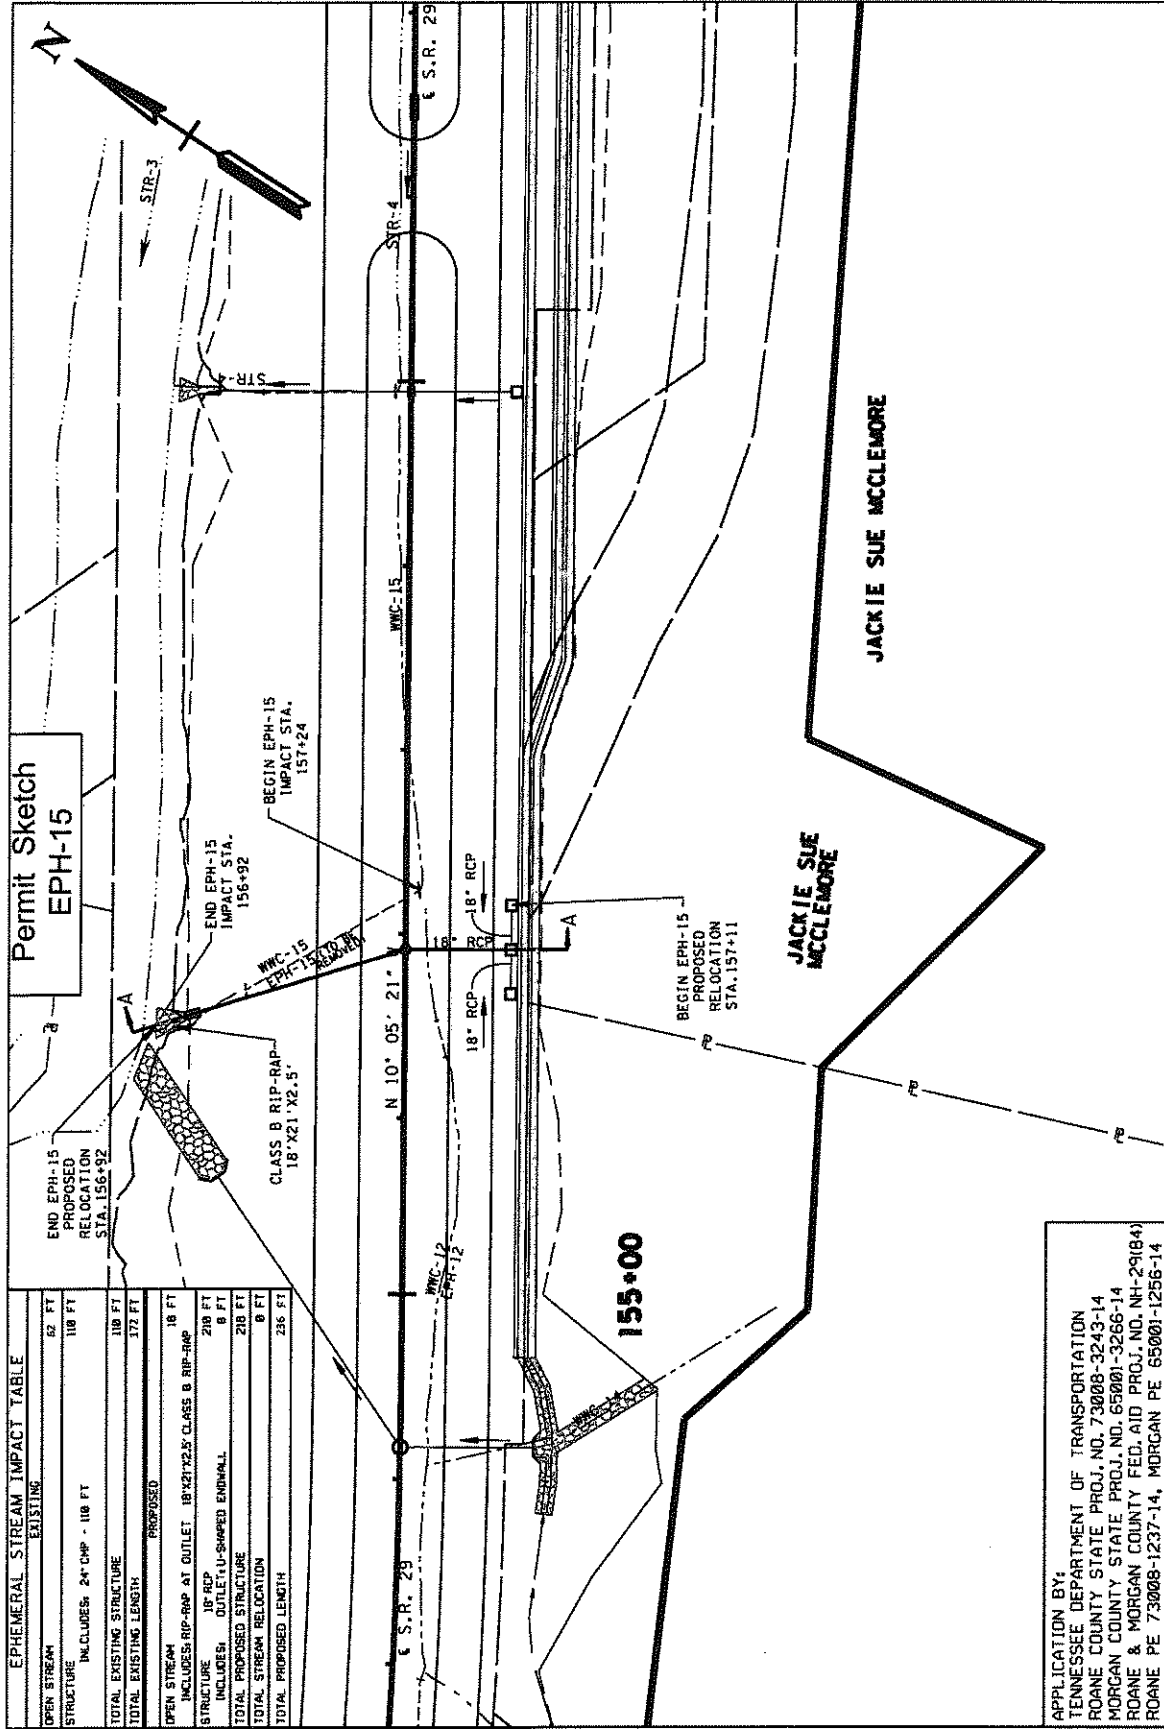 Permit Sketch
EPH-15
N
EPHEMERAL STREAM IMPACT TABLE
EXISTING
OPEN STREAM 62 FT
STRUCTURE 110 FT
INCLUDES: 24" CMP - 110 FT
TOTAL EXISTING STRUCTURE 110 FT
TOTAL EXISTING LENGTH 172 FT
PROPOSED
OPEN STREAM 18 FT
INCLUDES: RIP-RAP AT OUTLET 18'X21'X2.5' CLASS B RIP-RAP
STRUCTURE 18" RCP 210 FT
INCLUDES: OUTLET: U-SHAPED ENDWALL 8 FT
TOTAL PROPOSED STRUCTURE 218 FT
TOTAL STREAM RELOCATION 0 FT
TOTAL PROPOSED LENGTH 236 FT
END EPH-15
PROPOSED
RELOCATION
STA.156+92
A
END EPH-15
IMPACT STA.
156+92
WWC-15
EPH-15 (TO BE
REMOVED)
CLASS B RIP-RAP
18'X21'X2.5'
BEGIN EPH-15
IMPACT STA.
157+24
STR-3
STR-4
STR-4
WWC-15
℄ S.R. 29
N 10° 05' 21"
18" RCP
18" RCP
18" RCP
A
WWC-12
EPH-12
℄ S.R. 29
BEGIN EPH-15
PROPOSED
RELOCATION
STA.157+11
155+00
JACKIE SUE
MCCLEMORE
JACKIE SUE MCCLEMORE
APPLICATION BY:
TENNESSEE DEPARTMENT OF TRANSPORTATION
ROANE COUNTY STATE PROJ. NO. 73008-3243-14
MORGAN COUNTY STATE PROJ. NO. 65001-3266-14
ROANE & MORGAN COUNTY FED. AID PROJ. NO. NH-29(84)
ROANE PE 73008-1237-14, MORGAN PE 65001-1256-14